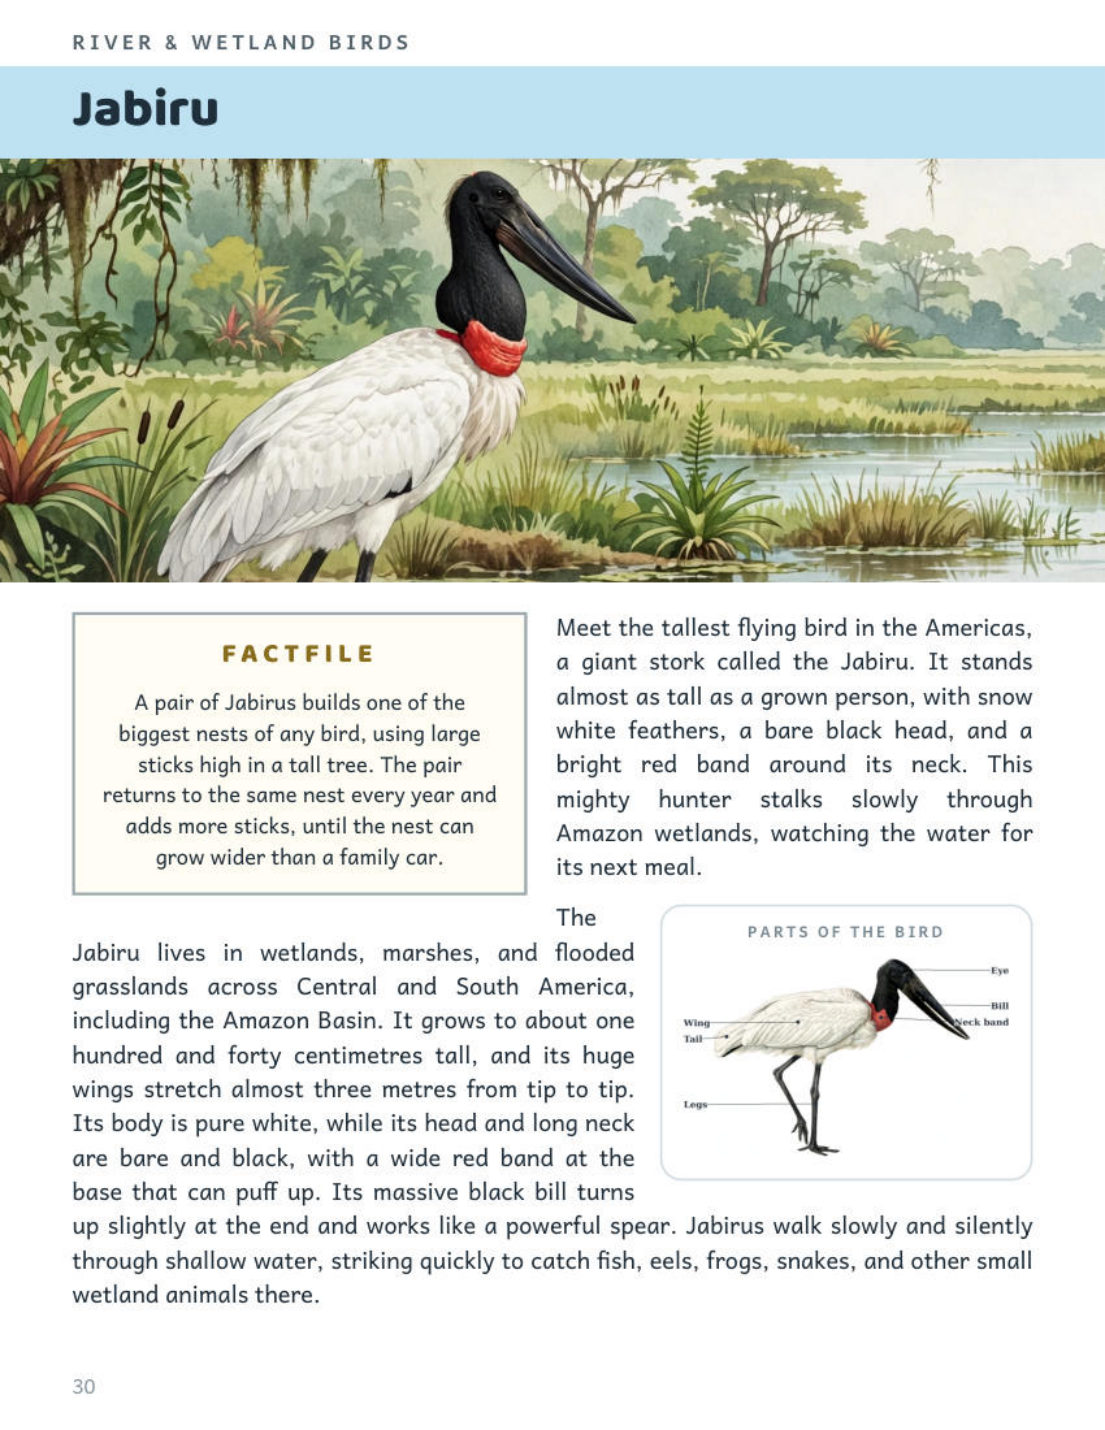 RIVER & WETLAND BIRDS
Jabiru
FACTFILE
A pair of Jabirus builds one of the
biggest nests of any bird, using large
sticks high in a tall tree. The pair
returns to the same nest every year and
adds more sticks, until the nest can
grow wider than a family car.
Meet the tallest flying bird in the Americas,
a giant stork called the Jabiru. It stands
almost as tall as a grown person, with snow
white feathers, a bare black head, and a
bright red band around its neck. This
mighty hunter stalks slowly through
Amazon wetlands, watching the water for
its next meal.
The
Jabiru lives in wetlands, marshes, and flooded
grasslands across Central and South America,
including the Amazon Basin. It grows to about one
hundred and forty centimetres tall, and its huge
wings stretch almost three metres from tip to tip.
Its body is pure white, while its head and long neck
are bare and black, with a wide red band at the
base that can puff up. Its massive black bill turns
up slightly at the end and works like a powerful spear. Jabirus walk slowly and silently
through shallow water, striking quickly to catch fish, eels, frogs, snakes, and other small
wetland animals there.
PARTS OF THE BIRD
Eye
Bill
Neck band
Wing
Tail
Legs
30